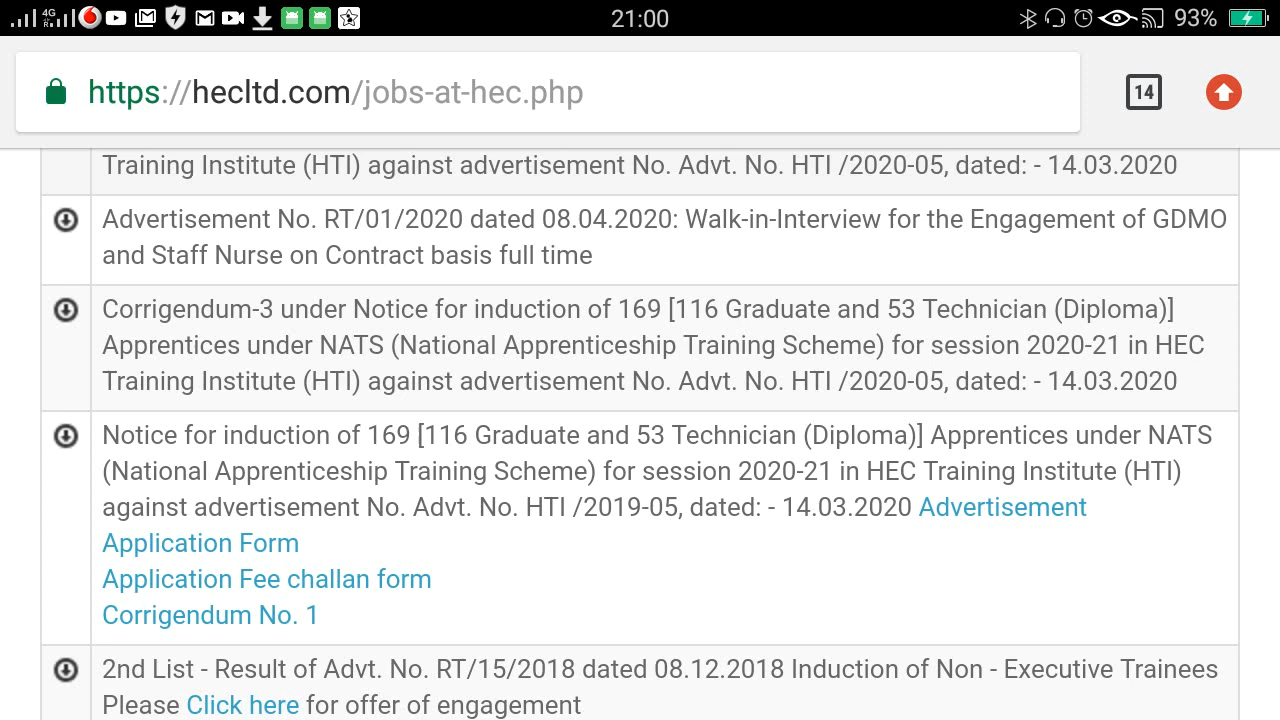 4G
R
21:00
93%
https://hecltd.com/jobs-at-hec.php
14
Training Institute (HTI) against advertisement No. Advt. No. HTI /2020-05, dated: - 14.03.2020
Advertisement No. RT/01/2020 dated 08.04.2020: Walk-in-Interview for the Engagement of GDMO
and Staff Nurse on Contract basis full time
Corrigendum-3 under Notice for induction of 169 [116 Graduate and 53 Technician (Diploma)]
Apprentices under NATS (National Apprenticeship Training Scheme) for session 2020-21 in HEC
Training Institute (HTI) against advertisement No. Advt. No. HTI /2020-05, dated: - 14.03.2020
Notice for induction of 169 [116 Graduate and 53 Technician (Diploma)] Apprentices under NATS
(National Apprenticeship Training Scheme) for session 2020-21 in HEC Training Institute (HTI)
against advertisement No. Advt. No. HTI /2019-05, dated: - 14.03.2020 Advertisement
Application Form
Application Fee challan form
Corrigendum No. 1
2nd List - Result of Advt. No. RT/15/2018 dated 08.12.2018 Induction of Non - Executive Trainees
Please Click here for offer of engagement